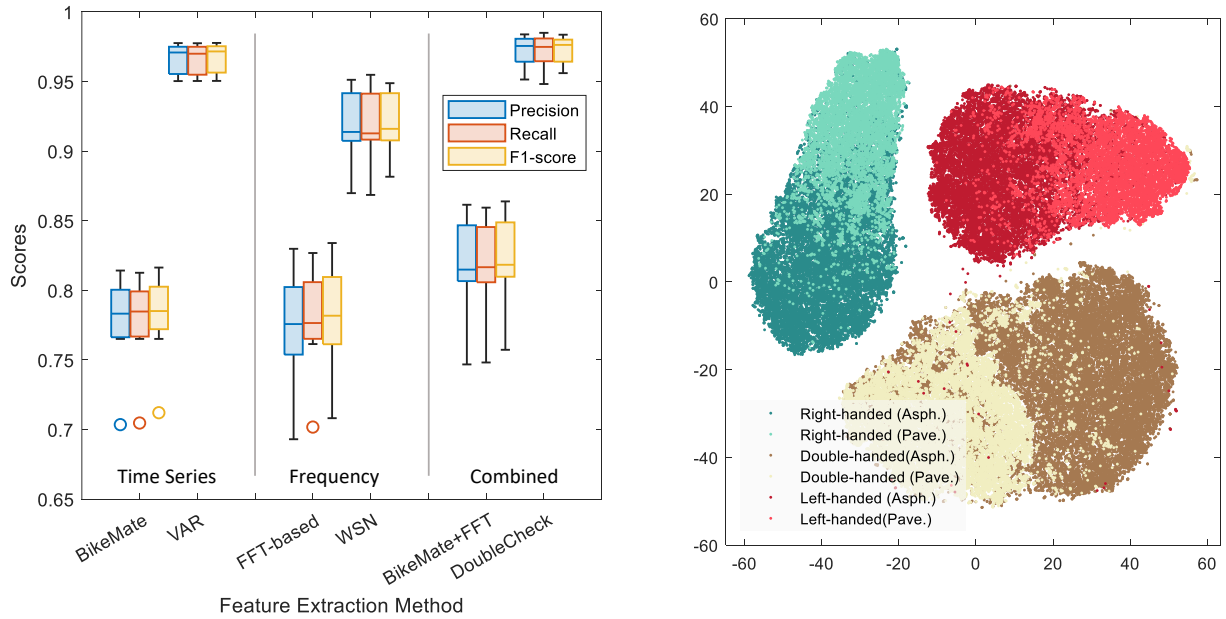 1
0.95
0.9
0.85
0.8
0.75
0.7
0.65
Scores
Precision
Recall
F1-score
Time Series
Frequency
Combined
BikeMate
VAR
FFT-based
WSN
BikeMate+FFT
DoubleCheck
Feature Extraction Method
60
40
20
0
-20
-40
-60
Right-handed (Asph.)
Right-handed (Pave.)
Double-handed(Asph.)
Double-handed (Pave.)
Left-handed (Asph.)
Left-handed(Pave.)
-60
-40
-20
0
20
40
60